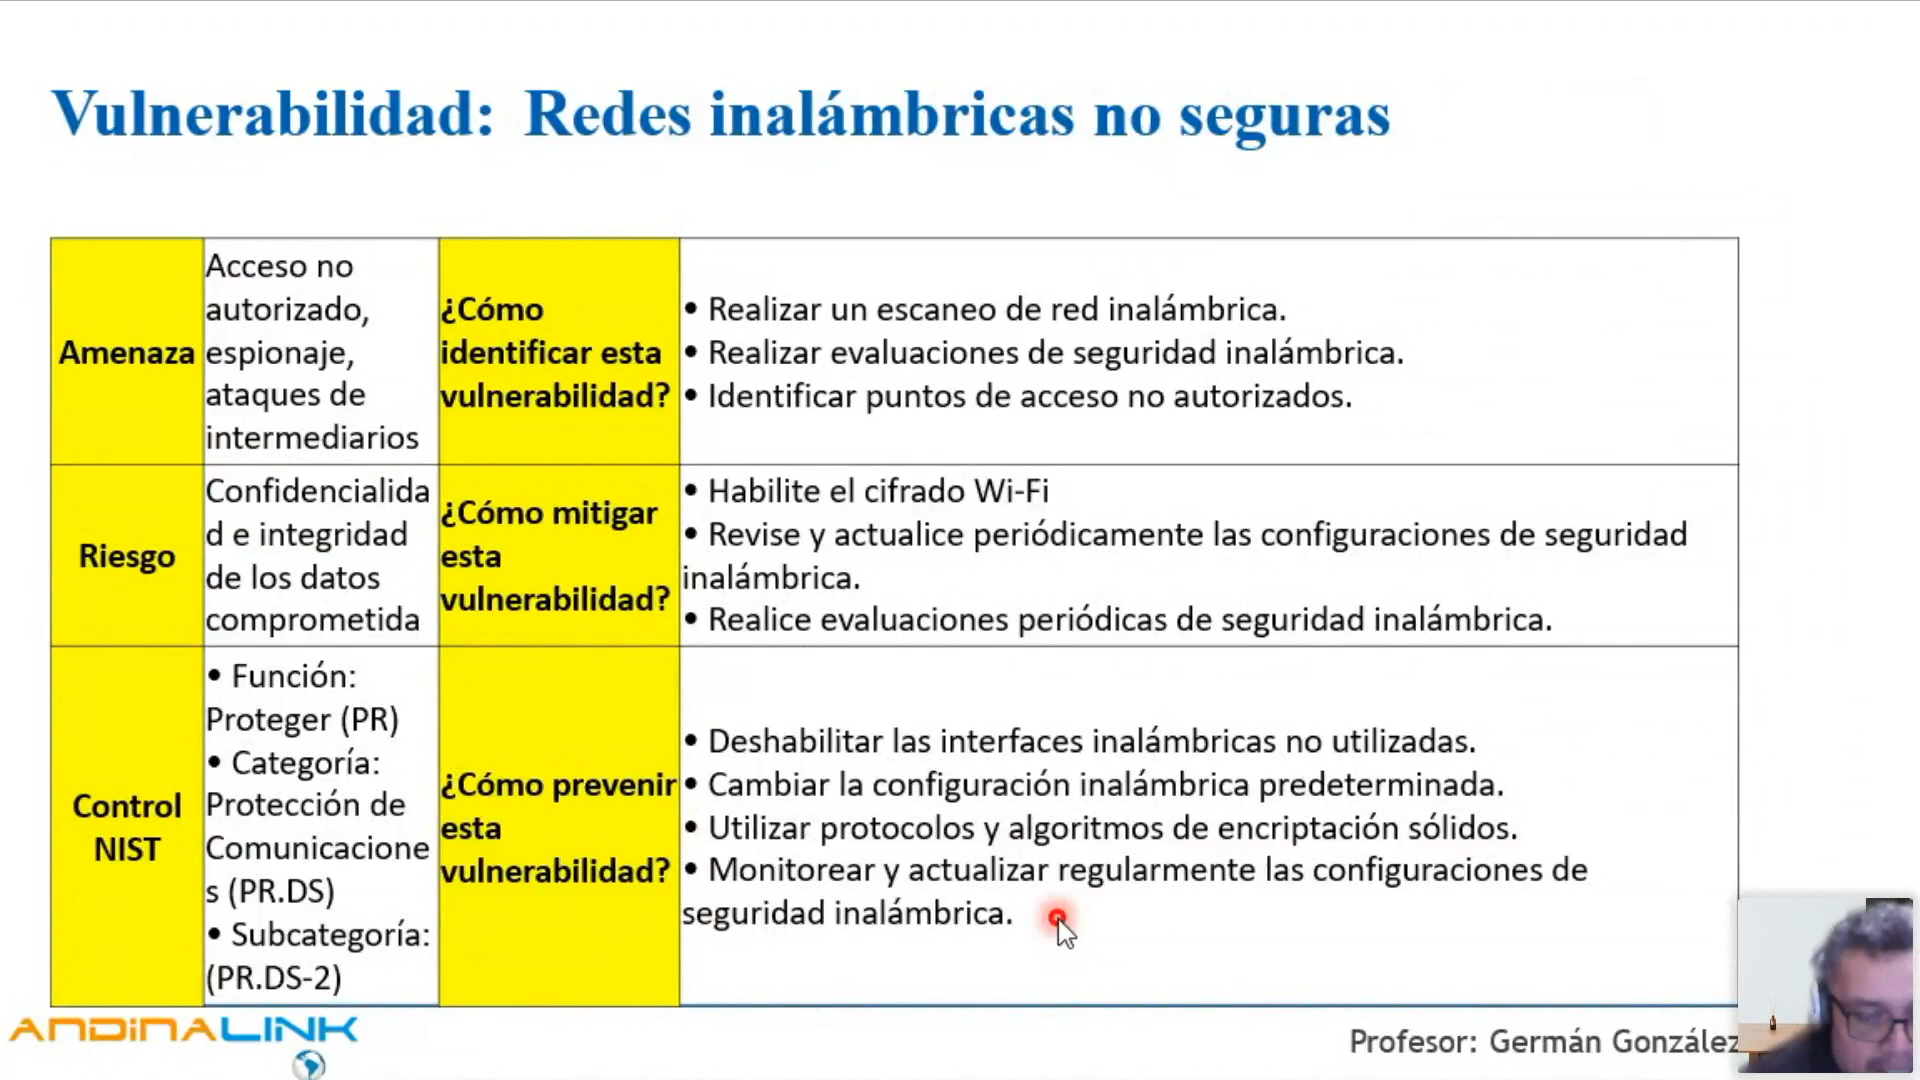 Vulnerabilidad: Redes inalámbricas no seguras
Amenaza
Acceso no
autorizado,
espionaje,
ataques de
intermediarios
¿Cómo
identificar esta
vulnerabilidad?
• Realizar un escaneo de red inalámbrica.
• Realizar evaluaciones de seguridad inalámbrica.
• Identificar puntos de acceso no autorizados.
Riesgo
Confidencialida
d e integridad
de los datos
comprometida
¿Cómo mitigar
esta
vulnerabilidad?
• Habilite el cifrado Wi-Fi
• Revise y actualice periódicamente las configuraciones de seguridad
inalámbrica.
• Realice evaluaciones periódicas de seguridad inalámbrica.
Control
NIST
• Función:
Proteger (PR)
• Categoría:
Protección de
Comunicacione
s (PR.DS)
• Subcategoría:
(PR.DS-2)
¿Cómo prevenir
esta
vulnerabilidad?
• Deshabilitar las interfaces inalámbricas no utilizadas.
• Cambiar la configuración inalámbrica predeterminada.
• Utilizar protocolos y algoritmos de encriptación sólidos.
• Monitorear y actualizar regularmente las configuraciones de
seguridad inalámbrica.
ANDINALINK
Profesor: Germán González